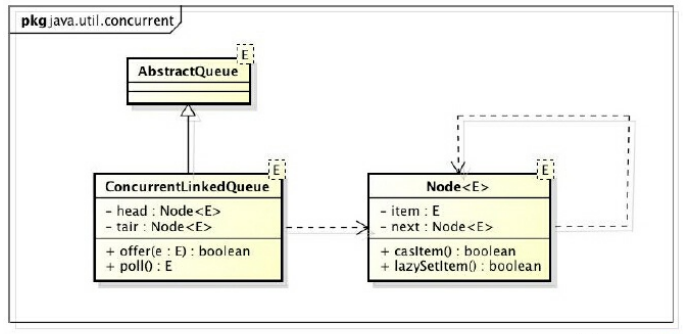 pkg java.util.concurrent
E
AbstractQueue
E
ConcurrentLinkedQueue
- head : Node<E>
- tair : Node<E>
+ offer(e : E) : boolean
+ poll() : E
E
Node<E>
- item : E
- next : Node<E>
+ casItem() : boolean
+ lazySetItem() : boolean